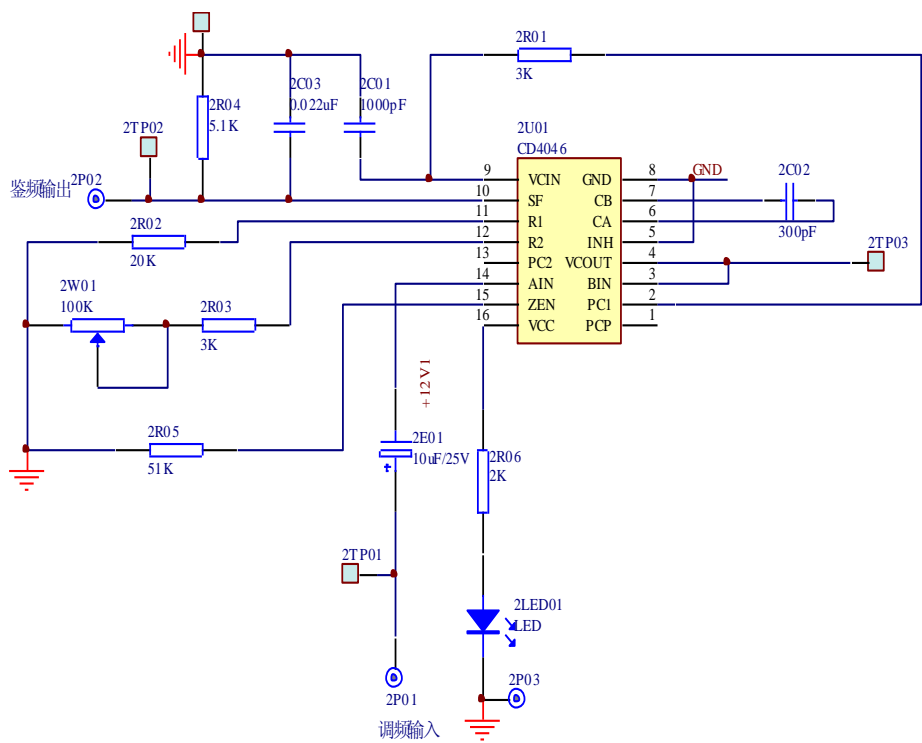 2R01
3K
2C03
0.022uF
2C01
1000pF
2R04
5.1K
2TP02
2P02
鉴频输出
2U01
CD4046
9 VCIN GND 8
10 SF CB 7
11 R1 CA 6
12 R2 INH 5
13 PC2 VCOUT 4
14 AIN BIN 3
15 ZEN PC1 2
16 VCC PCP 1
GND
2C02
300pF
2TP03
2R02
20K
2W01
100K
2R03
3K
+12V1
2R05
51K
2E01
10uF/25V
2R06
2K
2TP01
2LED01
LED
2P01
2P03
调频输入